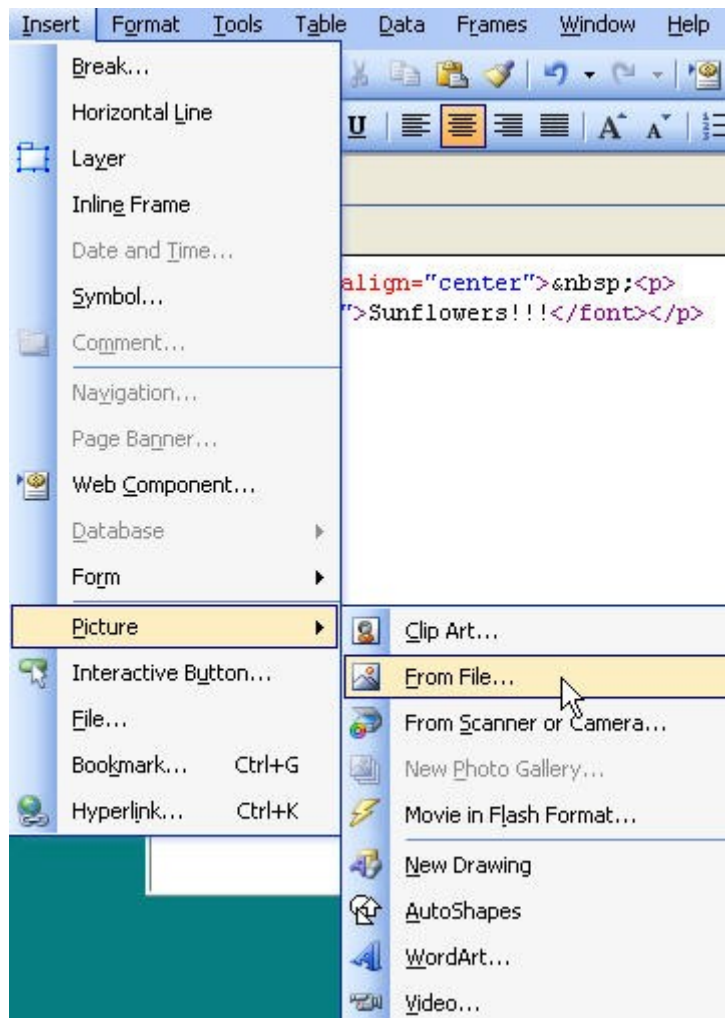 Insert Format Tools Table Data Frames Window Help
Break...
Horizontal Line
U A A
Layer
Inline Frame
Date and Time...
align="center">&nbsp;<p>
Symbol...
">Sunflowers!!!</font></p>
Comment...
Navigation...
Page Banner...
Web Component...
Database
Form
Picture
Clip Art...
Interactive Button...
From File...
File...
From Scanner or Camera...
Bookmark... Ctrl+G
New Photo Gallery...
Hyperlink... Ctrl+K
Movie in Flash Format...
New Drawing
AutoShapes
WordArt...
Video...